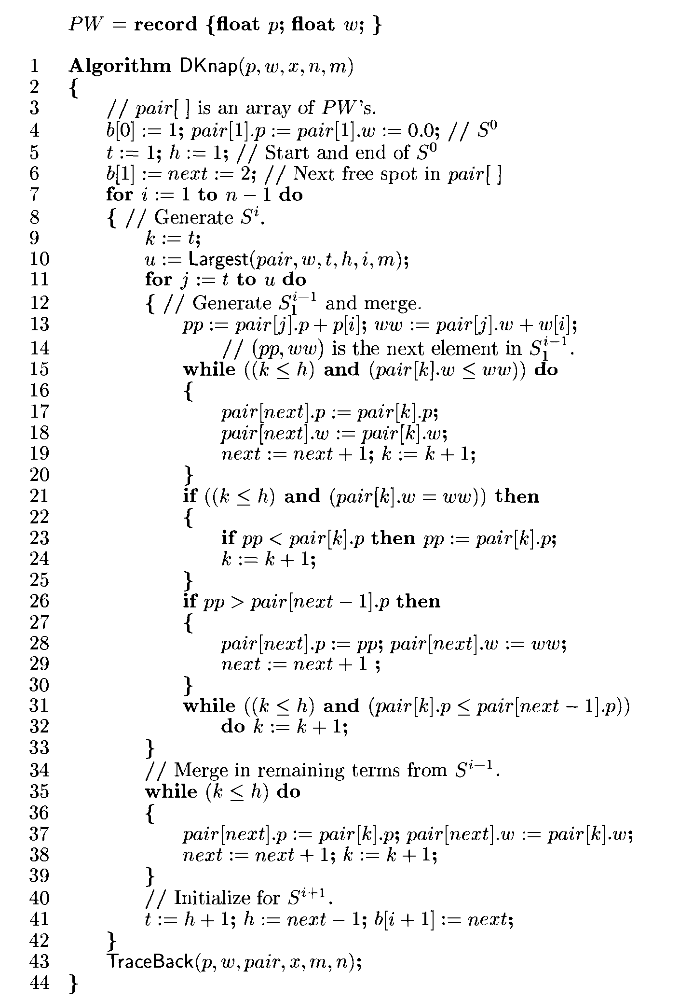 PW = record {float p; float w; }
1 Algorithm DKnap(p, w, x, n, m)
2 {
3 // pair[ ] is an array of PW's.
4 b[0] := 1; pair[1].p := pair[1].w := 0.0; // S⁰
5 t := 1; h := 1; // Start and end of S⁰
6 b[1] := next := 2; // Next free spot in pair[ ]
7 for i := 1 to n − 1 do
8 { // Generate Sⁱ.
9 k := t;
10 u := Largest(pair, w, t, h, i, m);
11 for j := t to u do
12 { // Generate S₁ⁱ⁻¹ and merge.
13 pp := pair[j].p + p[i]; ww := pair[j].w + w[i];
14 // (pp, ww) is the next element in S₁ⁱ⁻¹.
15 while ((k ≤ h) and (pair[k].w ≤ ww)) do
16 {
17 pair[next].p := pair[k].p;
18 pair[next].w := pair[k].w;
19 next := next + 1; k := k + 1;
20 }
21 if ((k ≤ h) and (pair[k].w = ww)) then
22 {
23 if pp < pair[k].p then pp := pair[k].p;
24 k := k + 1;
25 }
26 if pp > pair[next − 1].p then
27 {
28 pair[next].p := pp; pair[next].w := ww;
29 next := next + 1 ;
30 }
31 while ((k ≤ h) and (pair[k].p ≤ pair[next − 1].p))
32 do k := k + 1;
33 }
34 // Merge in remaining terms from Sⁱ⁻¹.
35 while (k ≤ h) do
36 {
37 pair[next].p := pair[k].p; pair[next].w := pair[k].w;
38 next := next + 1; k := k + 1;
39 }
40 // Initialize for Sⁱ⁺¹.
41 t := h + 1; h := next − 1; b[i + 1] := next;
42 }
43 TraceBack(p, w, pair, x, m, n);
44 }